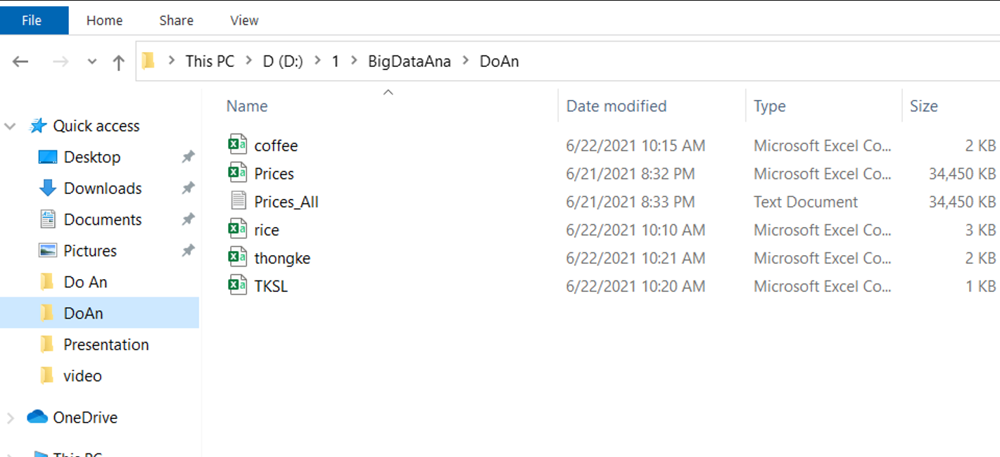 File Home Share View
This PC > D (D:) > 1 > BigDataAna > DoAn
Name Date modified Type Size
Quick access
Desktop
Downloads
Documents
Pictures
Do An
DoAn
Presentation
video
OneDrive
This PC
coffee 6/22/2021 10:15 AM Microsoft Excel Co... 2 KB
Prices 6/21/2021 8:32 PM Microsoft Excel Co... 34,450 KB
Prices_All 6/21/2021 8:33 PM Text Document 34,450 KB
rice 6/22/2021 10:10 AM Microsoft Excel Co... 3 KB
thongke 6/22/2021 10:21 AM Microsoft Excel Co... 2 KB
TKSL 6/22/2021 10:20 AM Microsoft Excel Co... 1 KB